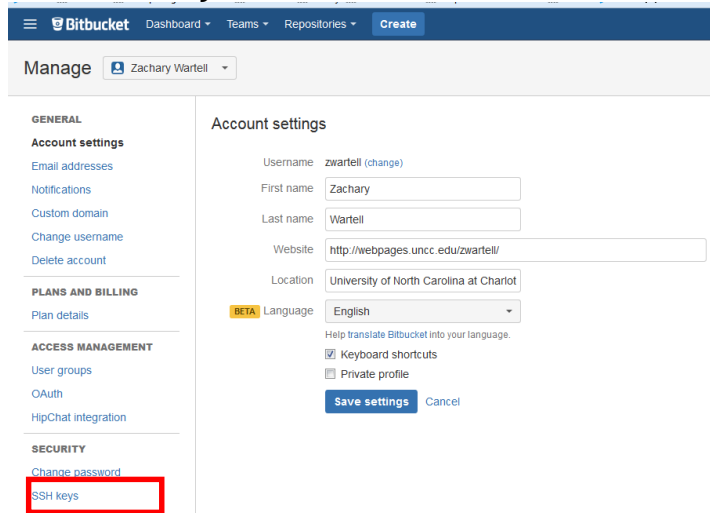 Bitbucket Dashboard Teams Repositories Create
Manage Zachary Wartell
GENERAL
Account settings
Email addresses
Notifications
Custom domain
Change username
Delete account
PLANS AND BILLING
Plan details
ACCESS MANAGEMENT
User groups
OAuth
HipChat integration
SECURITY
Change password
SSH keys
Account settings
Username zwartell (change)
First name Zachary
Last name Wartell
Website http://webpages.uncc.edu/zwartell/
Location University of North Carolina at Charlot
BETA Language English
Help translate Bitbucket into your language.
Keyboard shortcuts
Private profile
Save settings Cancel